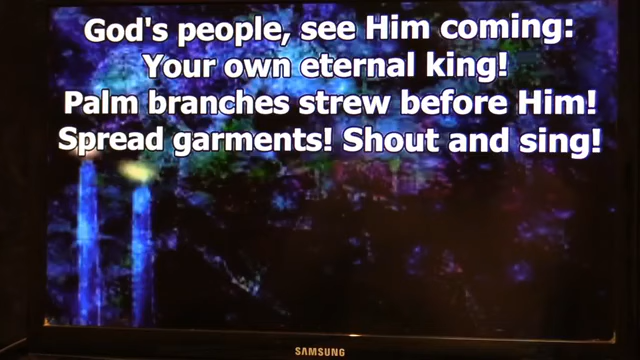 God's people, see Him coming:
Your own eternal king!
Palm branches strew before Him!
Spread garments! Shout and sing!
SAMSUNG